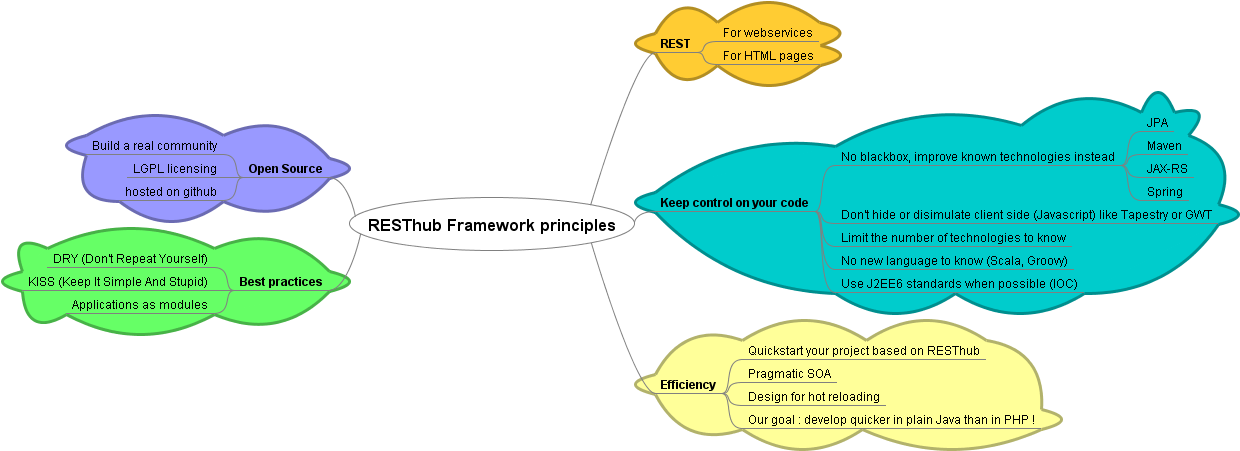 RESThub Framework principles
REST
For webservices
For HTML pages
Keep control on your code
No blackbox, improve known technologies instead
JPA
Maven
JAX-RS
Spring
Don't hide or disimulate client side (Javascript) like Tapestry or GWT
Limit the number of technologies to know
No new language to know (Scala, Groovy)
Use J2EE6 standards when possible (IOC)
Efficiency
Quickstart your project based on RESThub
Pragmatic SOA
Design for hot reloading
Our goal : develop quicker in plain Java than in PHP !
Open Source
Build a real community
LGPL licensing
hosted on github
Best practices
DRY (Don't Repeat Yourself)
KISS (Keep It Simple And Stupid)
Applications as modules